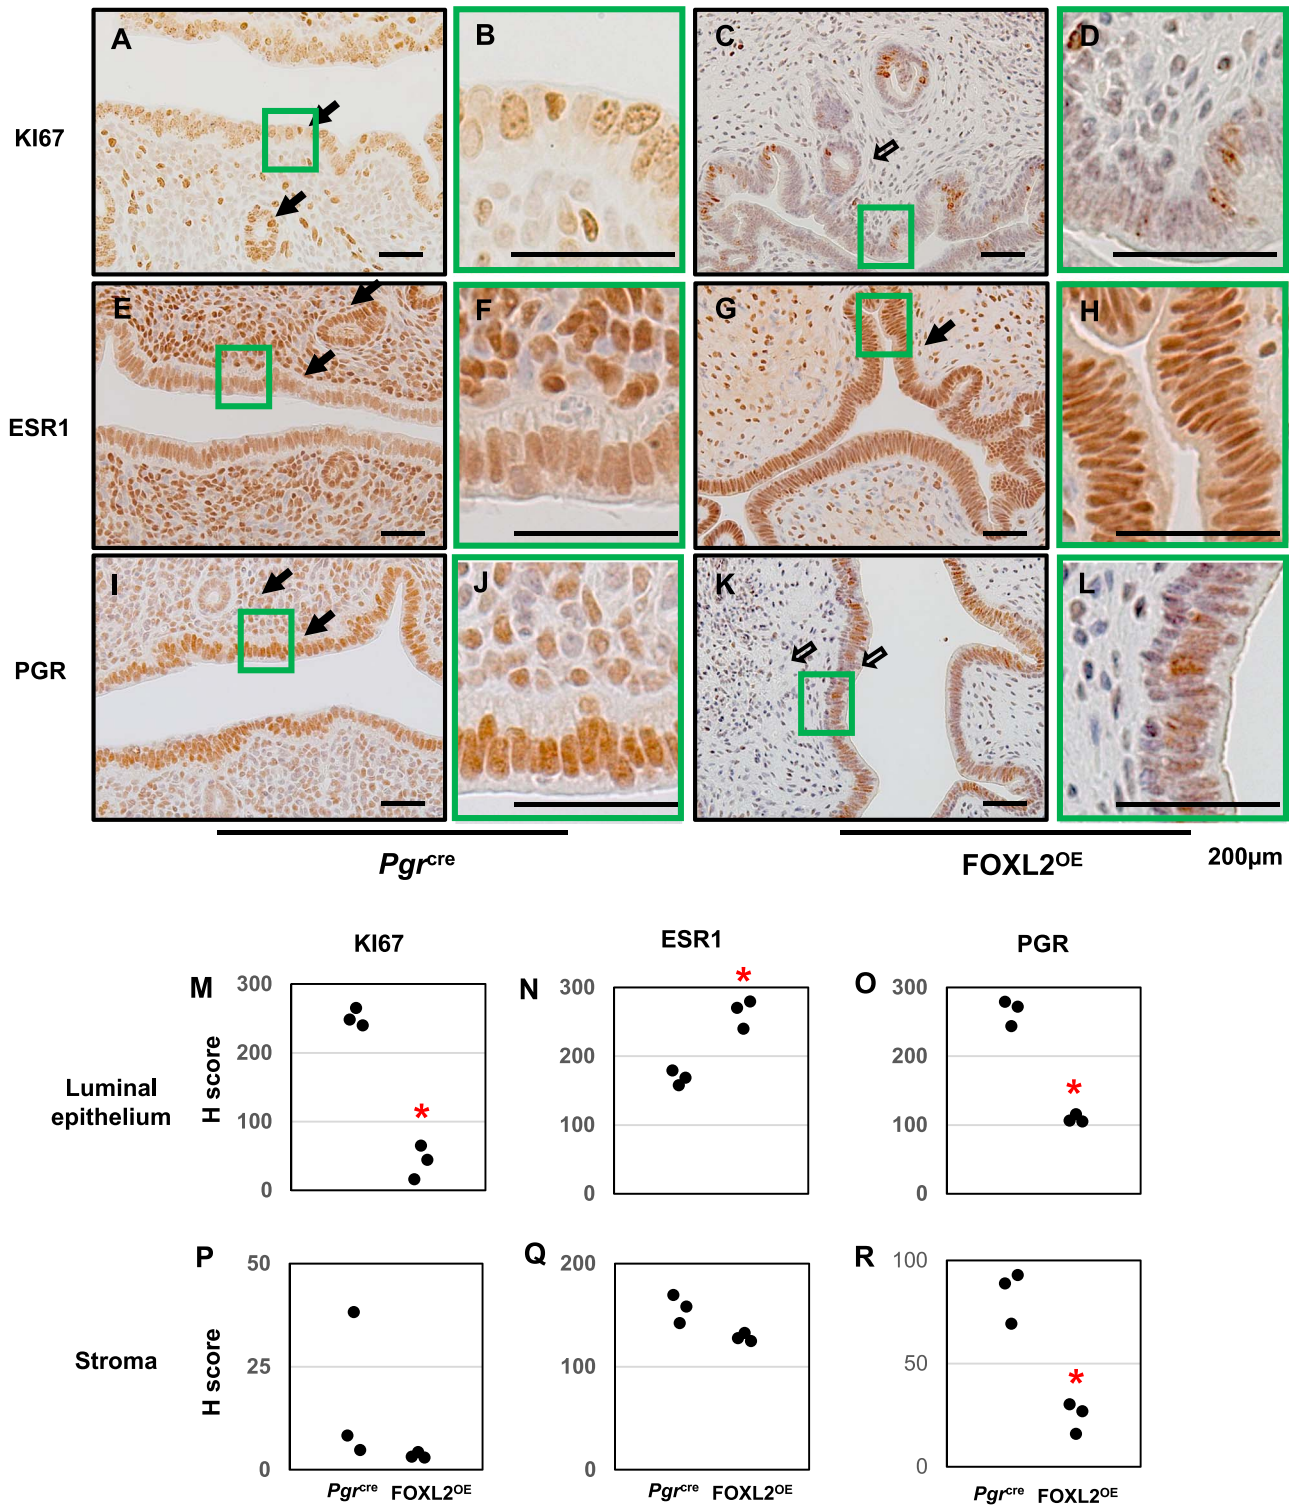 A B C D
KI67
E F G H
ESR1
I J K L
PGR
Pgrcre FOXL2OE 200µm
KI67 ESR1 PGR
M 300 200 100 0 * N 300 200 100 0 * O 300 200 100 0 *
H score
Luminal
epithelium
P 50 25 0 Q 200 100 0 R 100 50 0 *
H score
Stroma
Pgrcre FOXL2OE Pgrcre FOXL2OE Pgrcre FOXL2OE